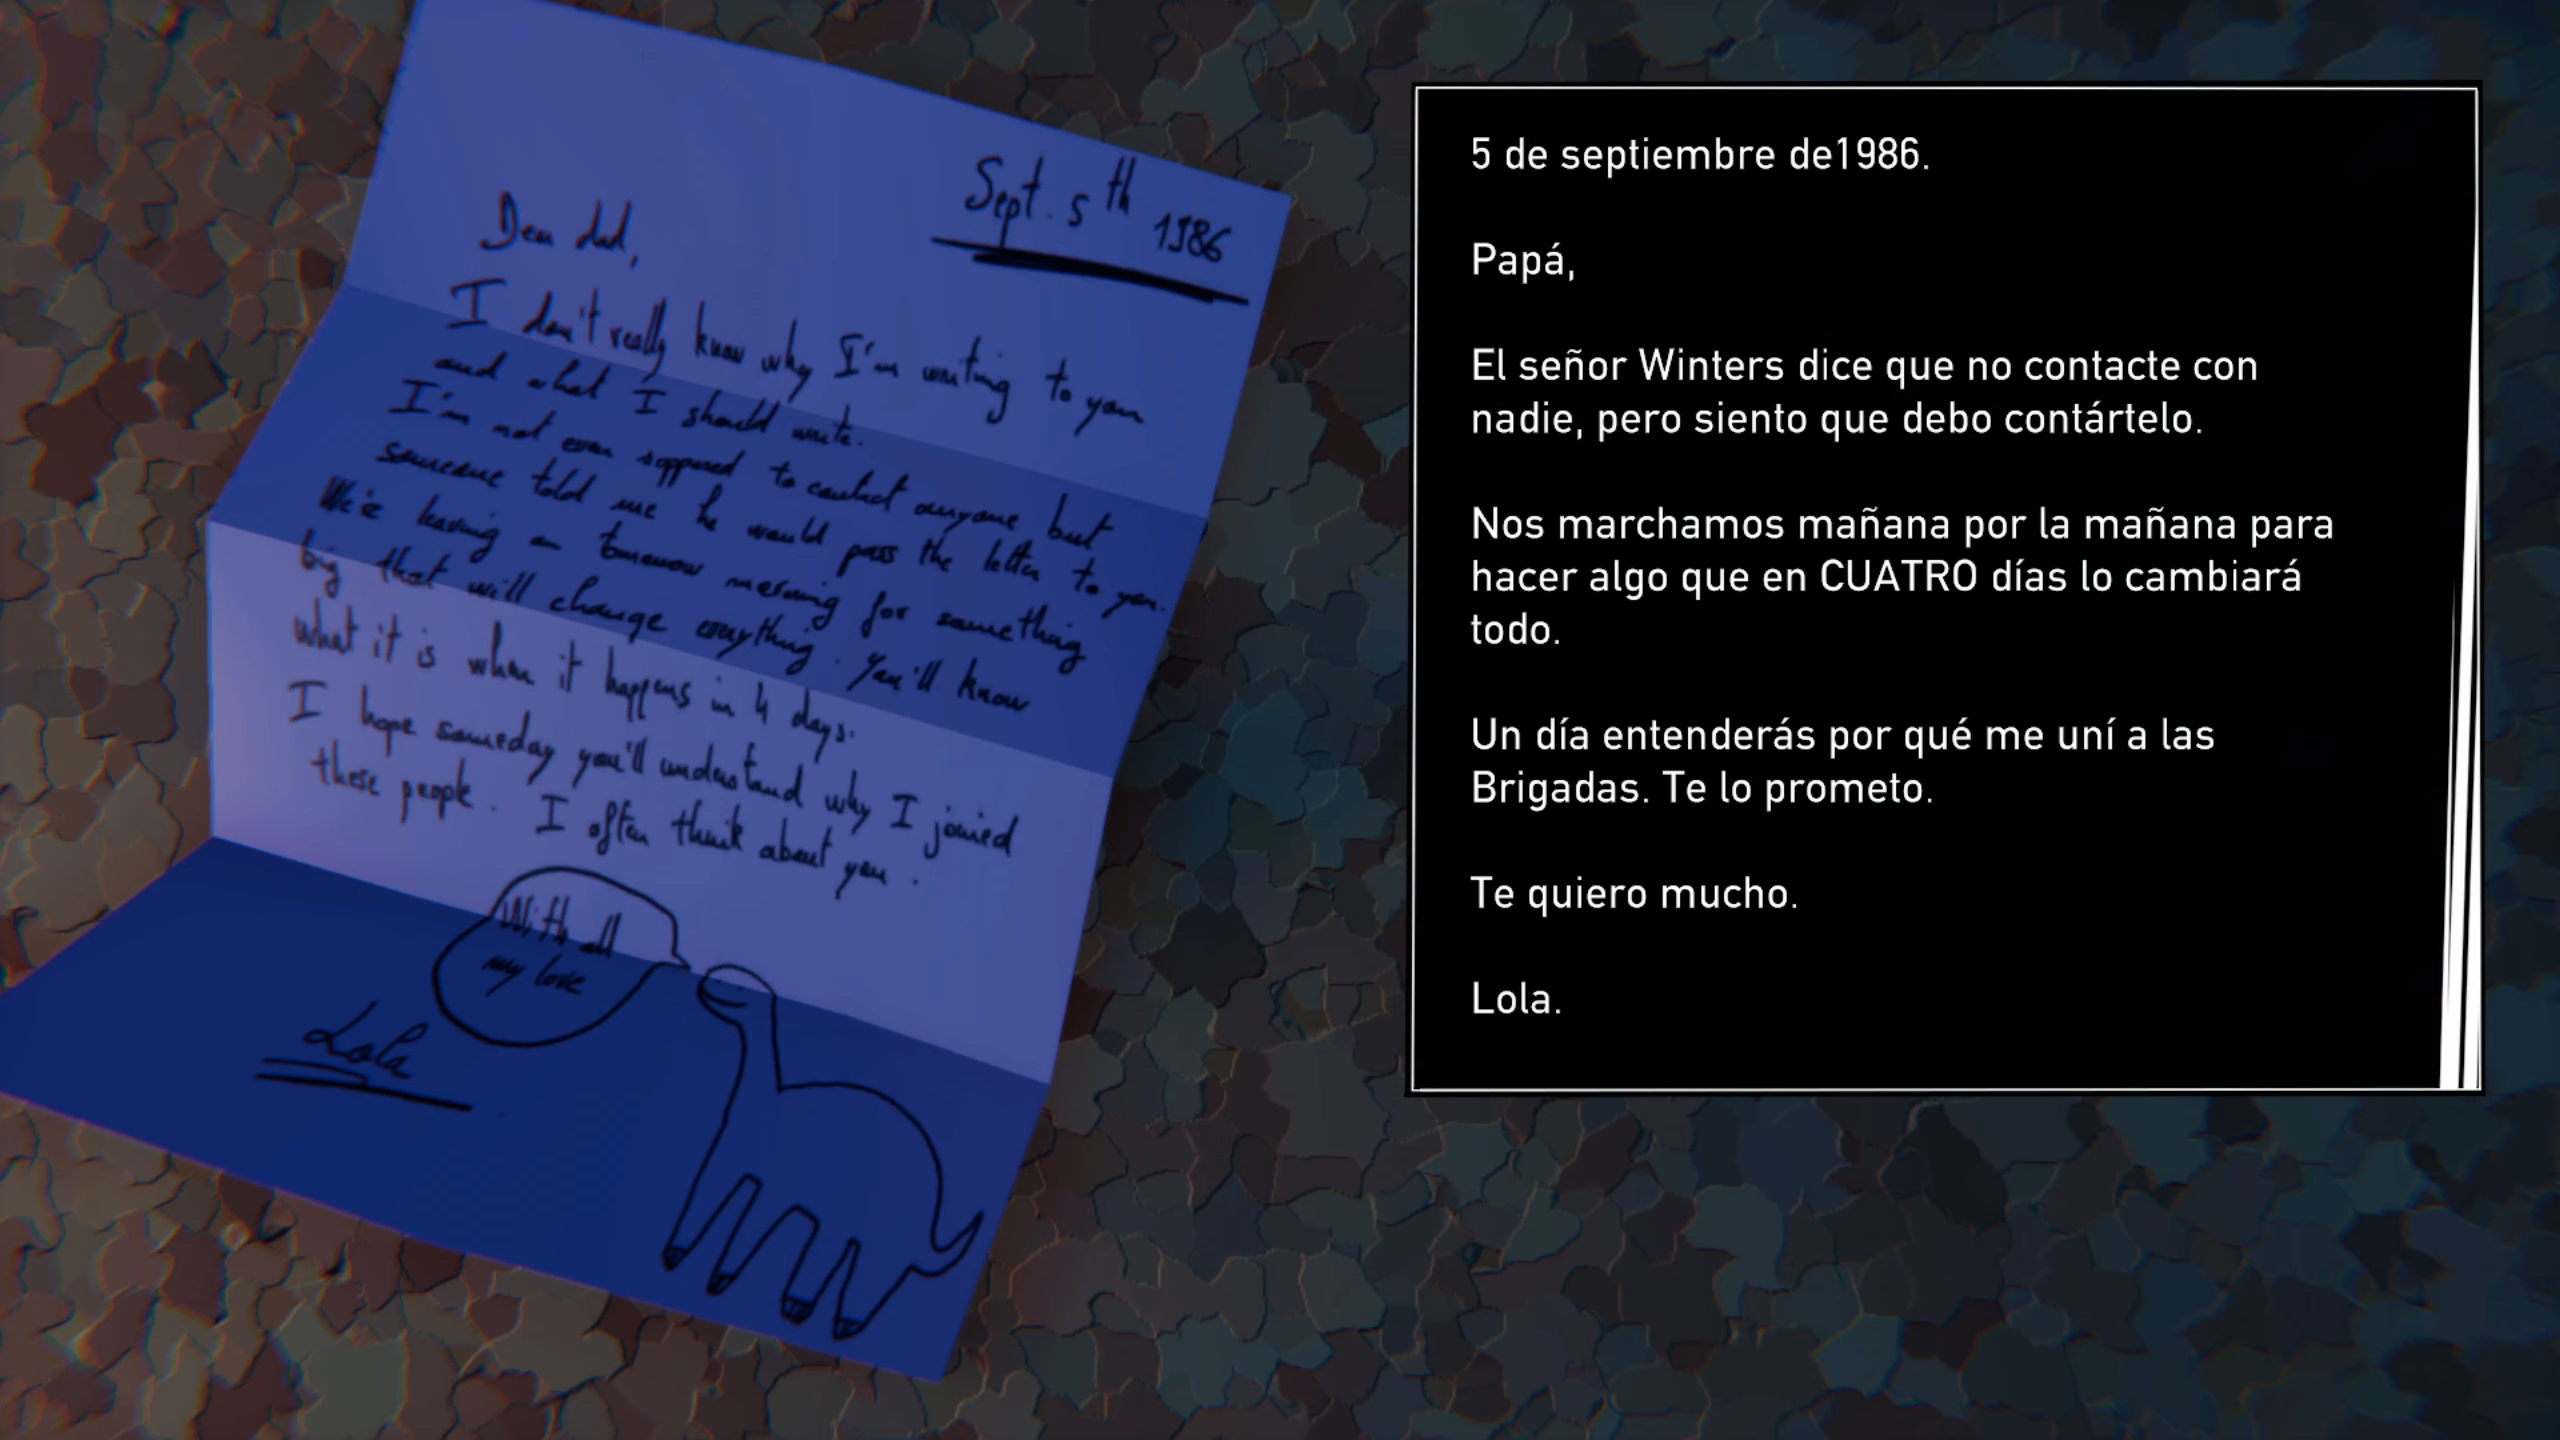 Sept. 5th 1986
Dear dad,
I don't really know why I'm writing to you
and what I should write.
I'm not even sopposed to contact anyone but
someone told me he would pass the letter to you.
We're leaving on tomorrow morning for something
big that will change everything. You'll know
what it is when it happens in 4 days.
I hope someday you'll understand why I joined
these people. I often think about you.
With all
my love
Lola
5 de septiembre de1986.
Papá,
El señor Winters dice que no contacte con
nadie, pero siento que debo contártelo.
Nos marchamos mañana por la mañana para
hacer algo que en CUATRO días lo cambiará
todo.
Un día entenderás por qué me uní a las
Brigadas. Te lo prometo.
Te quiero mucho.
Lola.